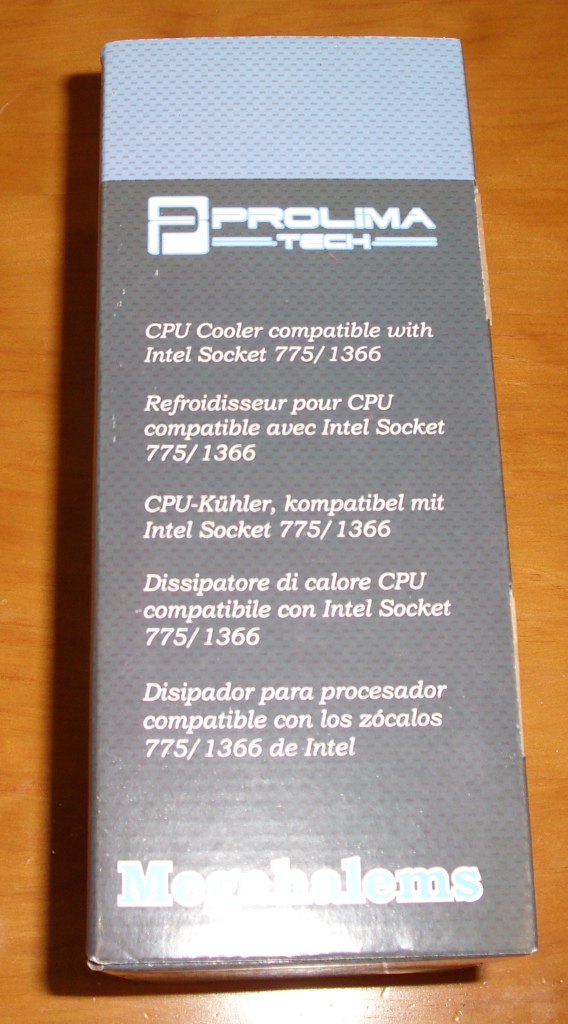 PROLIMA
TECH
CPU Cooler compatible with
Intel Socket 775/1366
Refroidisseur pour CPU
compatible avec Intel Socket
775/1366
CPU-Kühler, kompatibel mit
Intel Socket 775/1366
Dissipatore di calore CPU
compatibile con Intel Socket
775/1366
Disipador para procesador
compatible con los zócalos
775/1366 de Intel
Megahalems